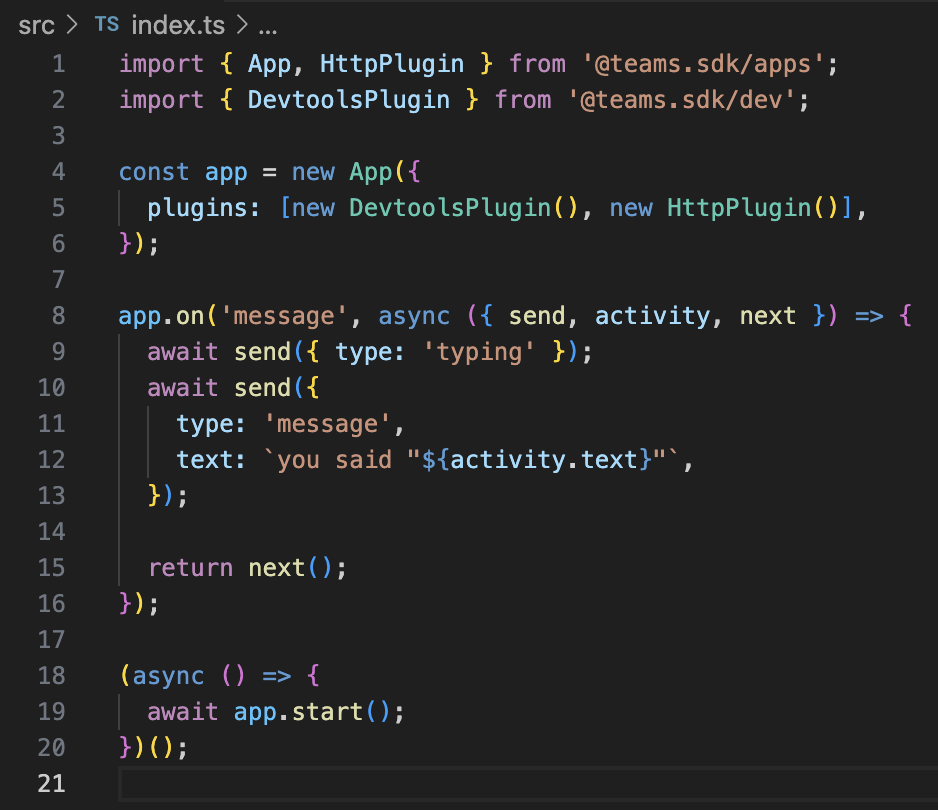 src > TS index.ts > ...
1 import { App, HttpPlugin } from '@teams.sdk/apps';
2 import { DevtoolsPlugin } from '@teams.sdk/dev';
3
4 const app = new App({
5   plugins: [new DevtoolsPlugin(), new HttpPlugin()],
6 });
7
8 app.on('message', async ({ send, activity, next }) => {
9   await send({ type: 'typing' });
10   await send({
11     type: 'message',
12     text: `you said "${activity.text}"`,
13   });
14
15   return next();
16 });
17
18 (async () => {
19   await app.start();
20 })();
21